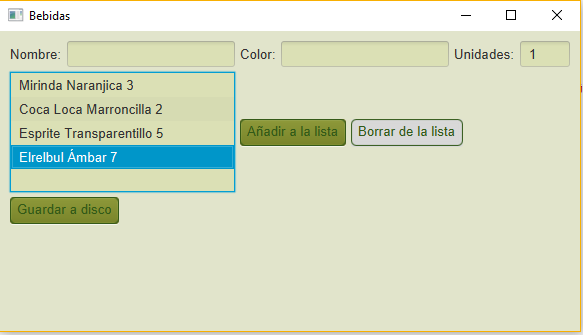 Bebidas
Nombre: Color: Unidades: 1
Mirinda Naranjica 3
Coca Loca Marroncilla 2
Esprite Transparentillo 5
Elrelbul Ámbar 7
Añadir a la lista Borrar de la lista
Guardar a disco